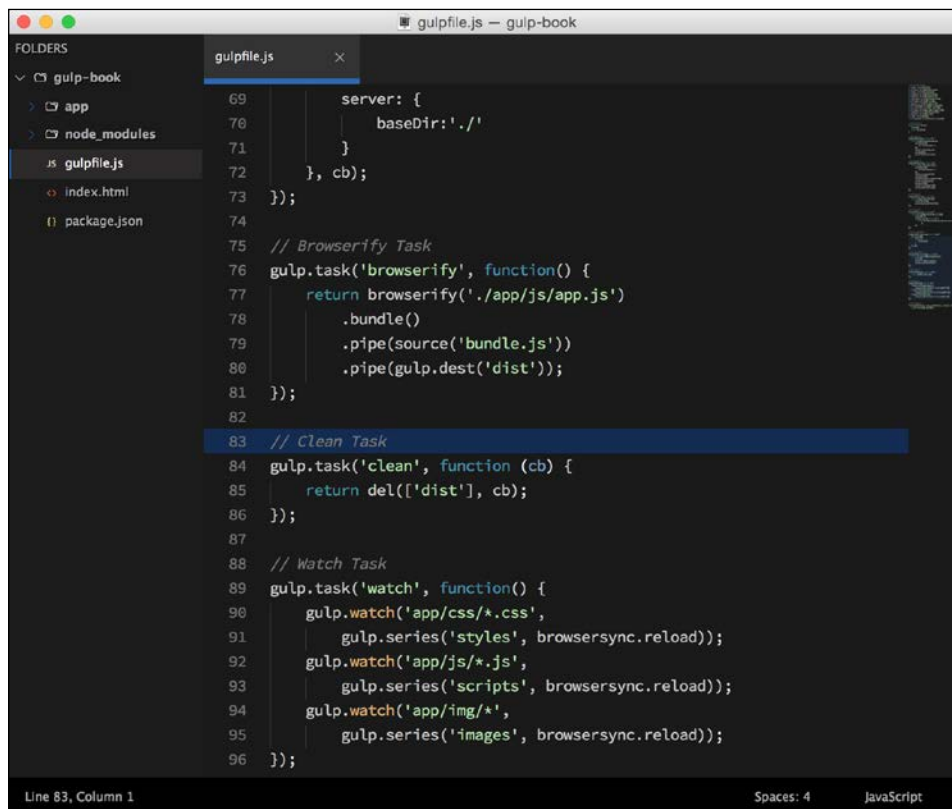 gulpfile.js — gulp-book
FOLDERS
gulp-book
app
node_modules
JS gulpfile.js
<> index.html
{} package.json
gulpfile.js ×
69 server: {
70 baseDir:'./'
71 }
72 }, cb);
73 });
74
75 // Browserify Task
76 gulp.task('browserify', function() {
77 return browserify('./app/js/app.js')
78 .bundle()
79 .pipe(source('bundle.js'))
80 .pipe(gulp.dest('dist'));
81 });
82
83 // Clean Task
84 gulp.task('clean', function (cb) {
85 return del(['dist'], cb);
86 });
87
88 // Watch Task
89 gulp.task('watch', function() {
90 gulp.watch('app/css/*.css',
91 gulp.series('styles', browsersync.reload));
92 gulp.watch('app/js/*.js',
93 gulp.series('scripts', browsersync.reload));
94 gulp.watch('app/img/*',
95 gulp.series('images', browsersync.reload));
96 });
Line 83, Column 1
Spaces: 4
JavaScript